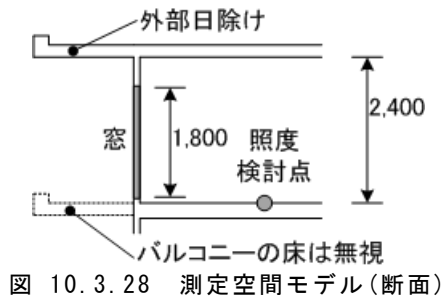 外部日除け
窓
1,800
照度
検討点
2,400
バルコニーの床は無視
図 10.3.28 測定空間モデル(断面)